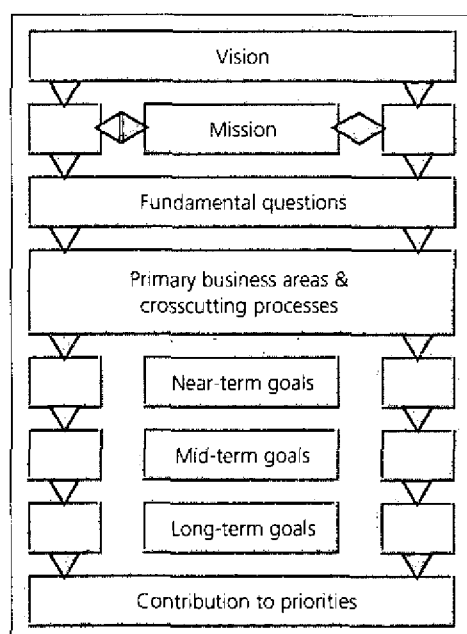 Vision
Mission
Fundamental questions
Primary business areas &
crosscutting processes
Near-term goals
Mid-term goals
Long-term goals
Contribution to priorities